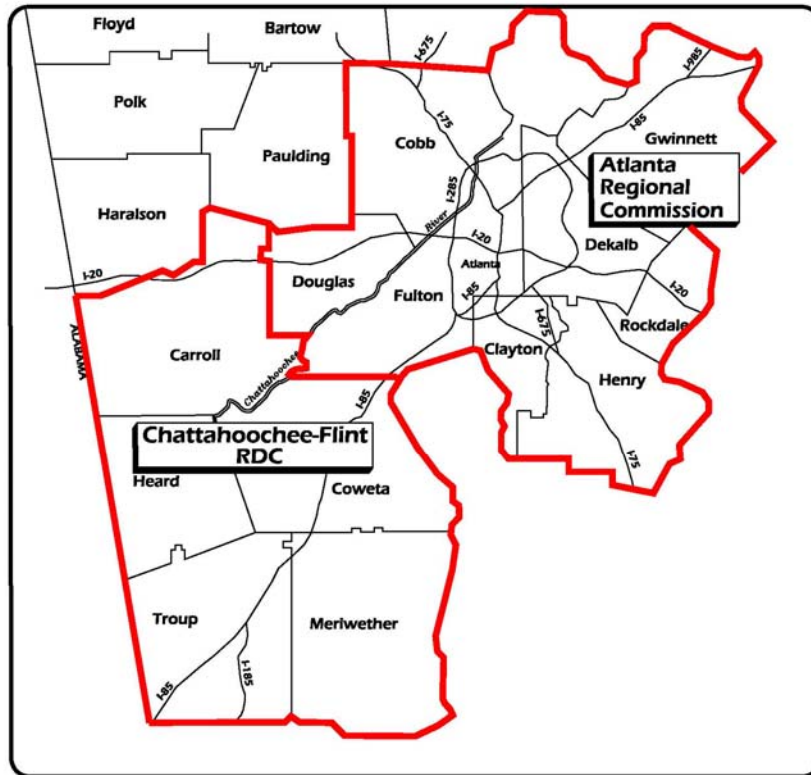 Floyd
Bartow
I-675
I-985
Polk
I-75
I-85
Cobb
Gwinnett
Paulding
Atlanta
Regional
Commission
I-285
Haralson
River
Dekalb
I-20
I-20
Atlanta
Douglas
Fulton
I-85
I-20
I-675
Rockdale
ALABAMA
Carroll
Clayton
Henry
Chattahoochee
I-85
Chattahoochee-Flint
RDC
I-75
Heard
Coweta
Troup
Meriwether
I-185
I-85